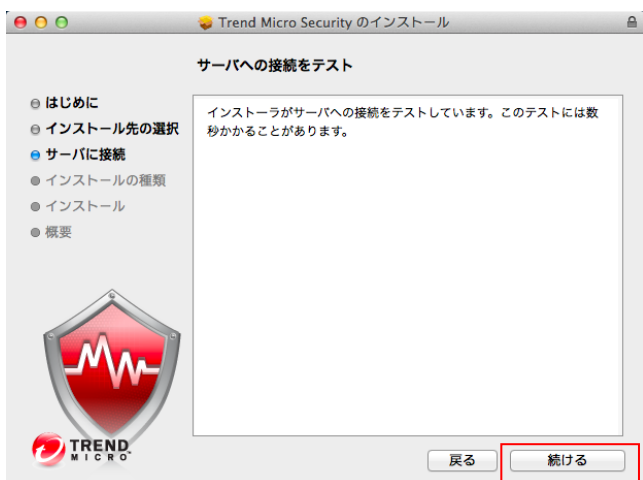 Trend Micro Security のインストール
サーバへの接続をテスト
はじめに
インストール先の選択
サーバに接続
インストールの種類
インストール
概要
インストーラがサーバへの接続をテストしています。このテストには数
秒かかることがあります。
TREND
MICRO
戻る
続ける